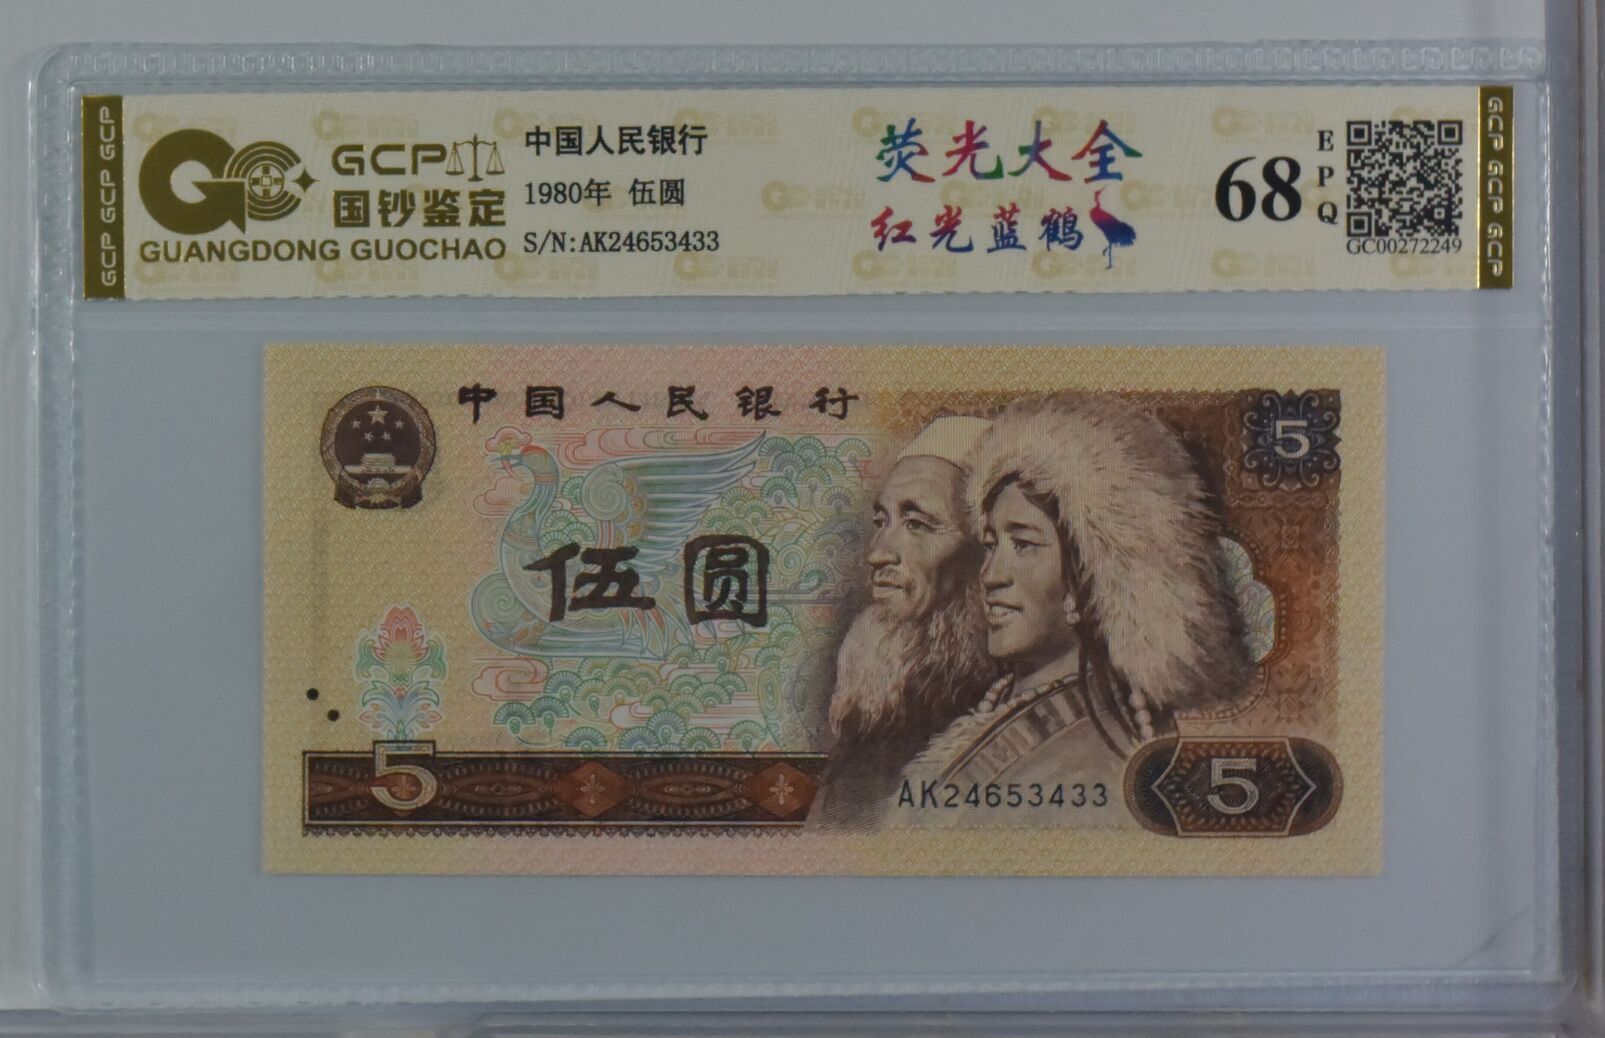 GCP GCP GCP
GCP
国钞鉴定
GUANGDONG GUOCHAO
中国人民银行
1980年 伍圆
S/N:AK24653433
荧光大全
红光蓝鹤
68
EPQ
GC00272249
GCP GCP GCP
中国人民银行
5
伍圆
5
AK24653433
5